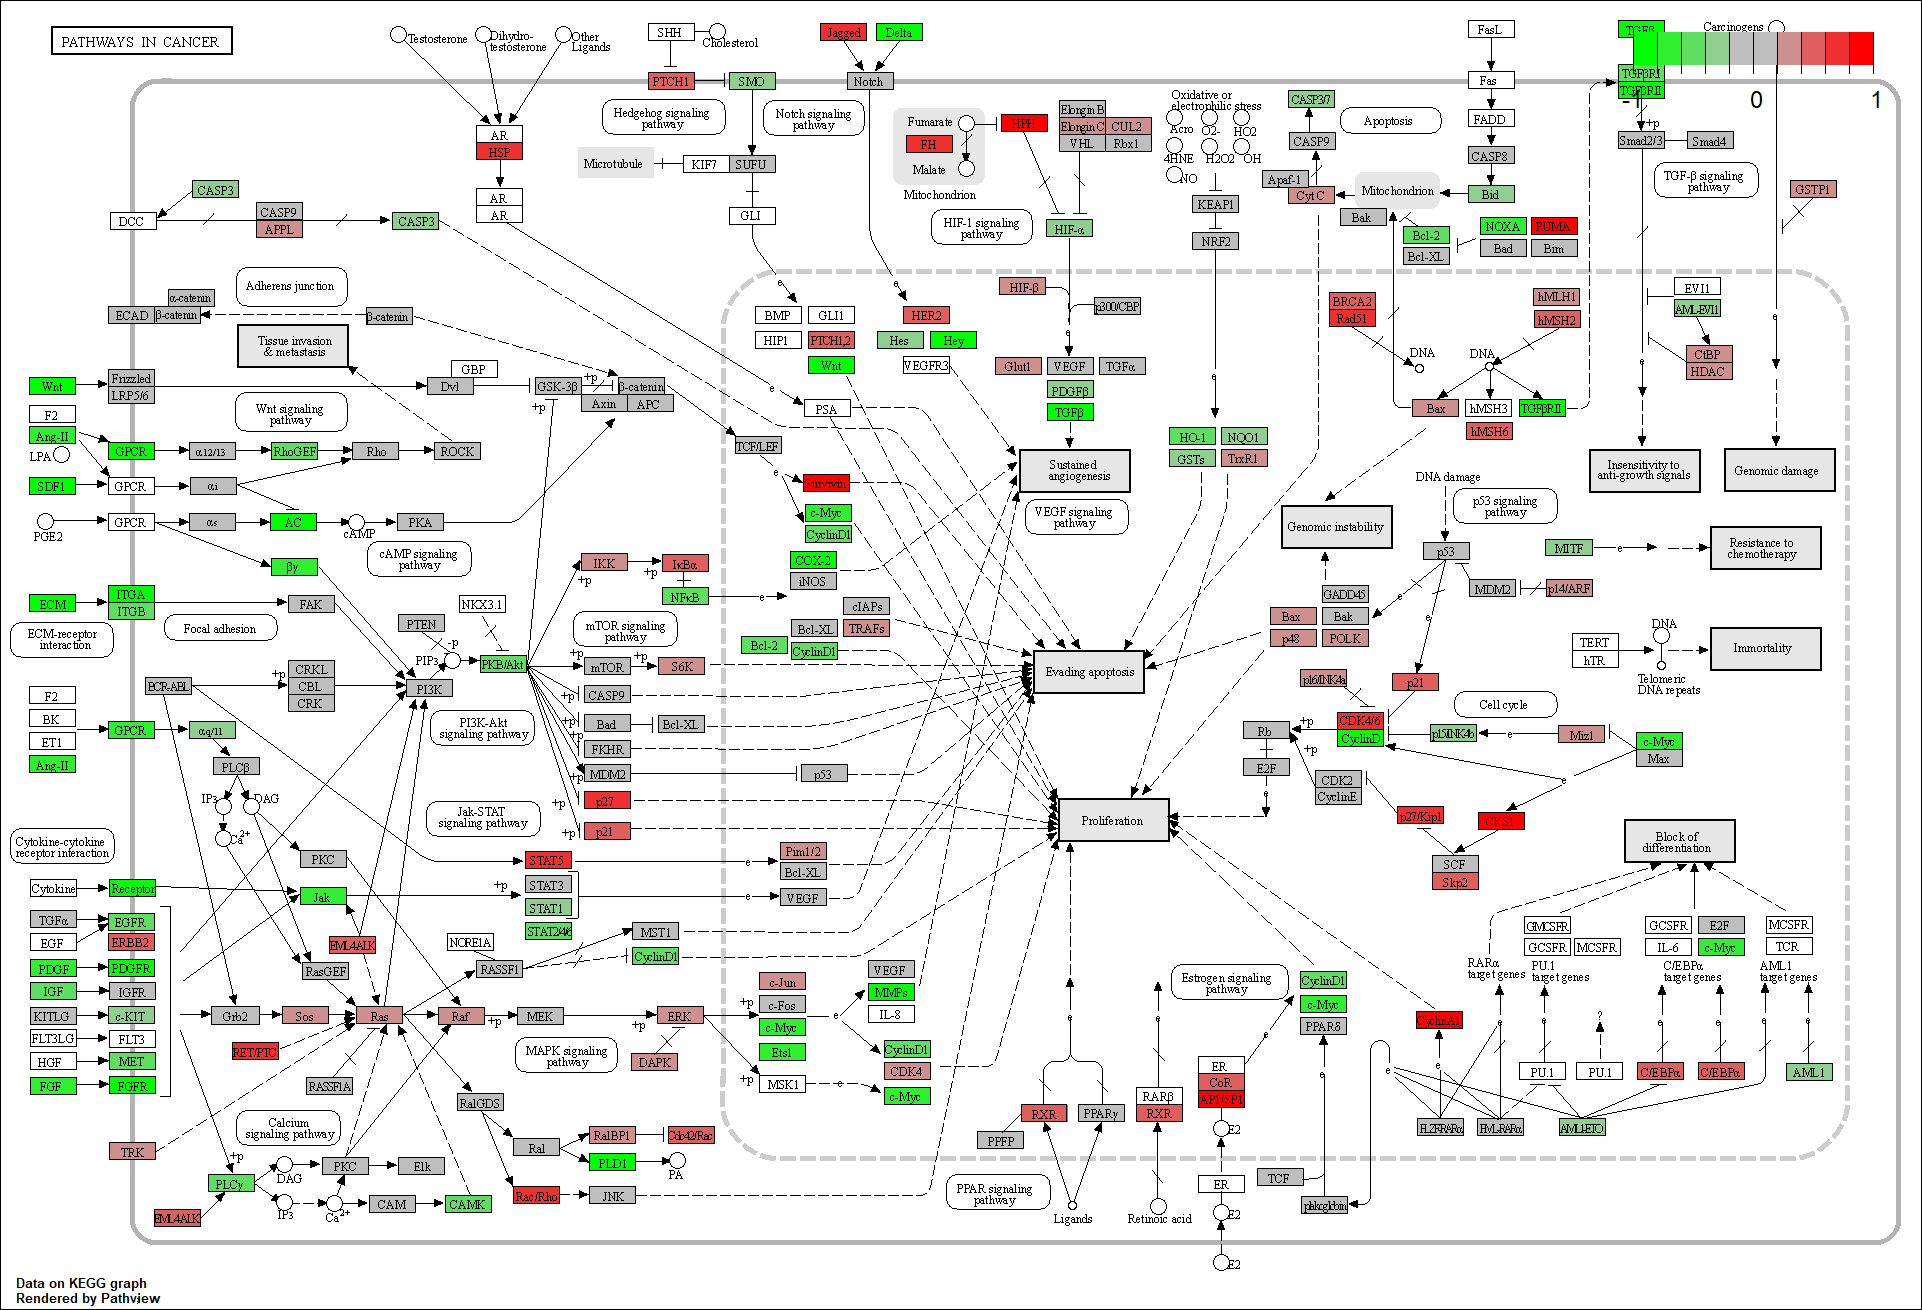 PATHWAYS IN CANCER
Testosterone
Dihydro-
testosterone
Other
Ligands
SHH
Cholesterol
Jagged
Delta
FasL
TGFβ
Carcinogens
-1
0
1
PTCH1
SMO
Notch
Fas
TGFβRI
TGFβRII
Hedgehog signaling
pathway
Notch signaling
pathway
Fumarate
HPH
FH
Malate
Mitochondrion
Elongin B
Elongin C
CUL2
VHL
Rbx1
Oxidative or
electrophilic stress
Acro
O2-
HO2
4HNE
H2O2
OH
NO
CASP3/7
CASP9
Apoptosis
FADD
CASP8
+p
Smad2/3
Smad4
TGF-β signaling
pathway
AR
HSP
AR
AR
Microtubule
KIF7
SUFU
GLI
CASP3
DCC
CASP9
APPL
CASP3
HIF-1 signaling
pathway
HIF-α
KEAP1
NRF2
Apaf-1
Cyt C
Mitochondrion
Bid
Bak
Bcl-2
Bcl-XL
NOXA
PUMA
Bad
Bim
GSTP1
Adherens junction
α-catenin
ECAD
β-catenin
β-catenin
Tissue invasion
& metastasis
e
e
HIF-β
p300/CBP
BMP
GLI1
HER2
HIP1
PTCH1,2
Hes
Hey
Wnt
VEGFR3
Glut1
VEGF
TGFα
PDGFβ
TGFβ
e
BRCA2
Rad51
hMLH1
hMSH2
DNA
DNA
EVI1
AML-EVI1
CtBP
HDAC
e
e
Wnt
Frizzled
LRP5/6
Dvl
GBP
GSK-3β
+p
β-catenin
Axin
APC
+p
Wnt signaling
pathway
e
PSA
e
Bax
hMSH3
TGFβRII
hMSH6
F2
Ang-II
LPA
GPCR
α12/13
RhoGEF
Rho
ROCK
TCF/LEF
e
HO-1
NQO1
GSTs
TrxR1
Sustained
angiogenesis
Insensitivity to
anti-growth signals
Genomic damage
SDF1
GPCR
αi
Survivin
VEGF signaling
pathway
DNA damage
p53 signaling
pathway
PGE2
GPCR
αs
AC
cAMP
PKA
c-Myc
CyclinD1
Genomic instability
Resistance to
chemotherapy
cAMP signaling
pathway
βγ
IKK
IκBα
+p
+p
COX-2
iNOS
p53
MITF
e
ECM
ITGA
ITGB
FAK
NFκB
e
MDM2
p14/ARF
GADD45
ECM-receptor
interaction
Focal adhesion
NKX3.1
PTEN
mTOR signaling
pathway
cIAPs
Bcl-XL
TRAFs
Bcl-2
CyclinD1
Bax
Bak
p48
POLK
e
e
TERT
hTR
DNA
Telomeric
DNA repeats
Immortality
PIP3
-p
PKB/Akt
+p
mTOR
+p
S6K
Evading apoptosis
BCR-ABL
+p
CRKL
CBL
CRK
PI3K
+p
CASP9
p16/INK4a
p21
F2
BK
ET1
Ang-II
GPCR
αq/11
PI3K-Akt
signaling pathway
+p
Bad
Bcl-XL
+p
FKHR
Rb
+p
CDK4/6
CyclinD
p15/INK4b
e
Miz1
c-Myc
Max
Cell cycle
PLCβ
MDM2
p53
+p
E2F
+p
CDK2
CyclinE
e
IP3
DAG
Ca2+
+p
p27
Jak-STAT
signaling pathway
+p
p21
Proliferation
e
p27/Kip1
CKS1
Block of
differentiation
Cytokine-cytokine
receptor interaction
PKC
STAT5
e
Pim1/2
Bcl-XL
SCF
Skp2
Cytokine
Receptor
Jak
+p
STAT3
STAT1
STAT2/4/6
e
VEGF
TGFα
EGFR
EGF
ERBB2
EML4ALK
NORE1A
MST1
GMCSFR
GCSFR
MCSFR
GCSFR
IL-6
E2F
c-Myc
MCSFR
TCR
PDGF
PDGFR
RasGEF
RASSF1
CyclinD1
RARα
target genes
PU.1
target genes
C/EBPα
target genes
AML1
target genes
IGF
IGFR
c-Jun
VEGF
MMPs
IL-8
Estrogen signaling
pathway
CyclinD1
c-Myc
PPARδ
KITLG
c-KIT
Grb2
Sos
Ras
Raf
+p
MEK
+p
ERK
+p
c-Fos
c-Myc
Ets1
e
e
CyclinA1
?
FLT3LG
FLT3
RET/PTC
MAPK signaling
pathway
DAPK
CyclinD1
CDK4
HGF
MET
FGF
FGFR
RASSF1A
+p
MSK1
e
c-Myc
ER
CoR
AP1/SP1
e
e
e
e
e
e
PU.1
PU.1
C/EBPα
C/EBPα
AML1
RalGDS
RXR
PPARγ
RARβ
RXR
E2
PLZF-RARα
PML-RARα
AML1-ETO
Calcium
signaling pathway
Ral
RalBP1
Cdc42/Rac
PLD1
PA
PPFP
TRK
+p
DAG
PKC
Elk
PLCγ
Rac/Rho
JNK
PPAR signaling
pathway
TCF
e
ER
IP3
Ca2+
CAM
CAMK
EML4ALK
Ligands
Retinoic acid
E2
plakoglobin
E2
Data on KEGG graph
Rendered by Pathview